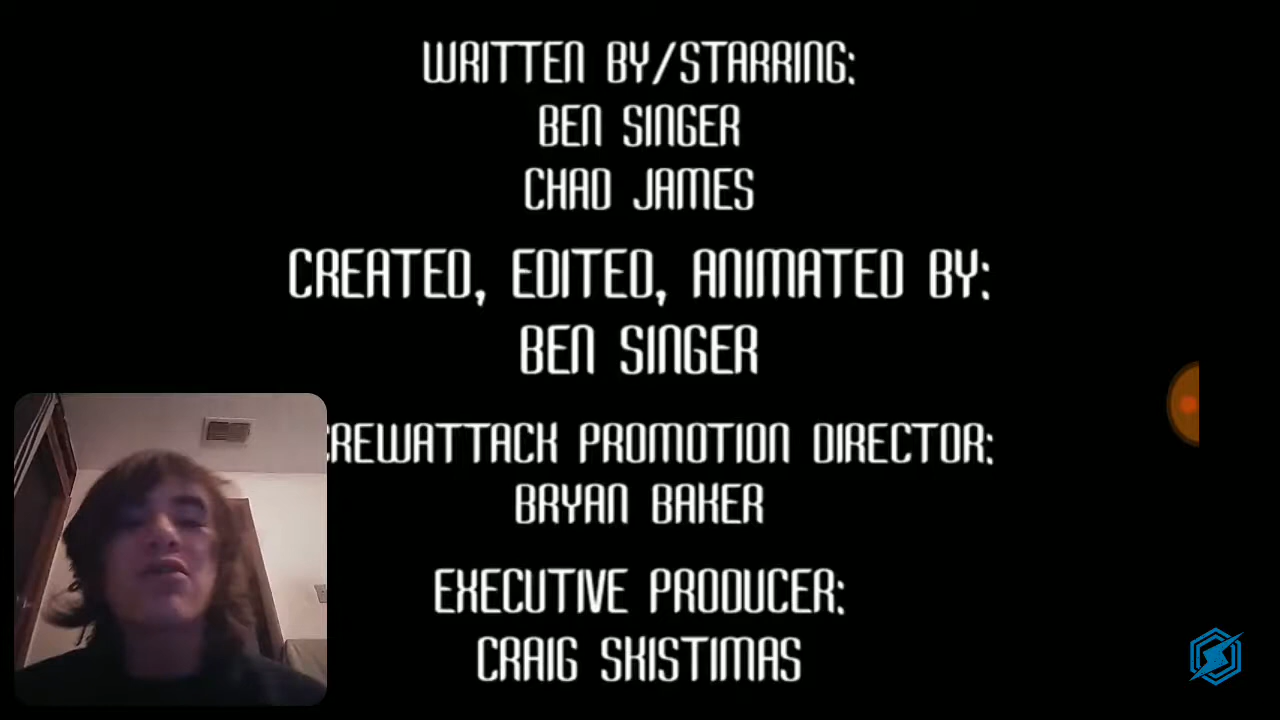 WRITTEN BY/STARRING:
BEN SINGER
CHAD JAMES
CREATED, EDITED, ANIMATED BY:
BEN SINGER
CREWATTACK PROMOTION DIRECTOR:
BRYAN BAKER
EXECUTIVE PRODUCER:
CRAIG SKISTIMAS